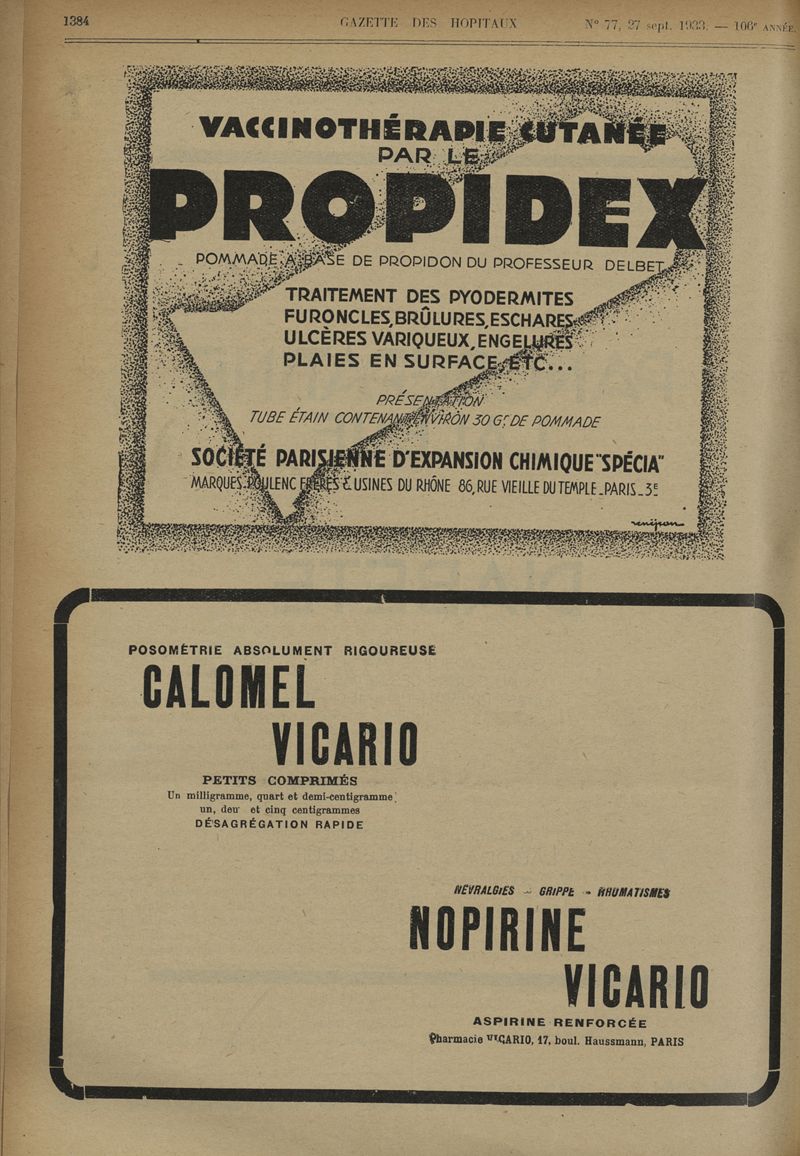 1384
GAZETTE DES HOPITAUX
N° 77, 27 sept. 1933. — 106e ANNÉE.
VACCINOTHÉRAPIE CUTANÉE
PAR LE
PROPIDEX
POMMADE A BASE DE PROPIDON DU PROFESSEUR DELBET
TRAITEMENT DES PYODERMITES
FURONCLES, BRÛLURES, ESCHARES
ULCÈRES VARIQUEUX, ENGELURES
PLAIES EN SURFACE, ETC...
PRÉSENTATION
TUBE ÉTAIN CONTENANT ENVIRON 30 Gr DE POMMADE
SOCIÉTÉ PARISIENNE D'EXPANSION CHIMIQUE "SPÉCIA"
MARQUES POULENC FRÈRES & USINES DU RHÔNE 86, RUE VIEILLE DU TEMPLE _ PARIS _ 3E
POSOMÉTRIE ABSOLUMENT RIGOUREUSE
CALOMEL
VICARIO
PETITS COMPRIMÉS
Un milligramme, quart et demi-centigramme
un, deu et cinq centigrammes
DÉSAGRÉGATION RAPIDE
NÉVRALGIES - GRIPPE - RHUMATISMES
NOPIRINE
VICARIO
ASPIRINE RENFORCÉE
Pharmacie VICARIO, 17, boul. Haussmann, PARIS